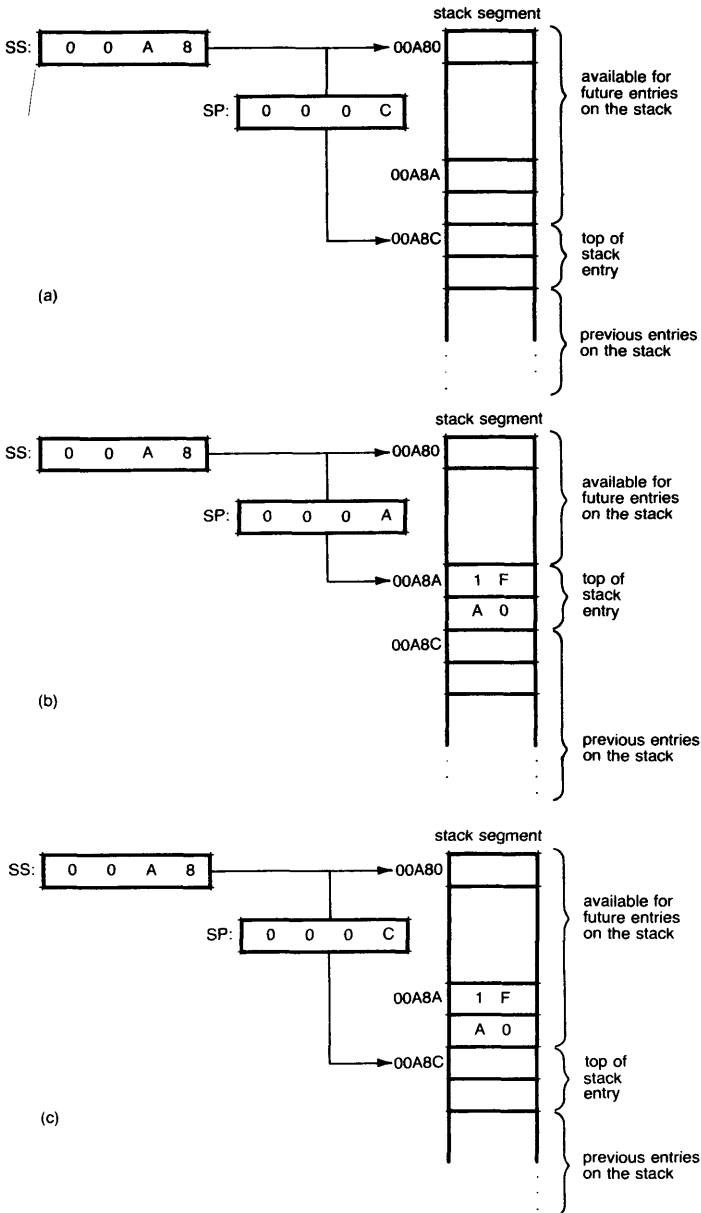 stack segment
SS: 0 0 A 8
00A80
available for
future entries
on the stack
SP: 0 0 0 C
00A8A
00A8C
top of
stack
entry
(a)
previous entries
on the stack
stack segment
SS: 0 0 A 8
00A80
available for
future entries
on the stack
SP: 0 0 0 A
00A8A
1 F
top of
stack
entry
A 0
00A8C
(b)
previous entries
on the stack
stack segment
SS: 0 0 A 8
00A80
available for
future entries
on the stack
SP: 0 0 0 C
00A8A
1 F
A 0
00A8C
top of
stack
entry
(c)
previous entries
on the stack